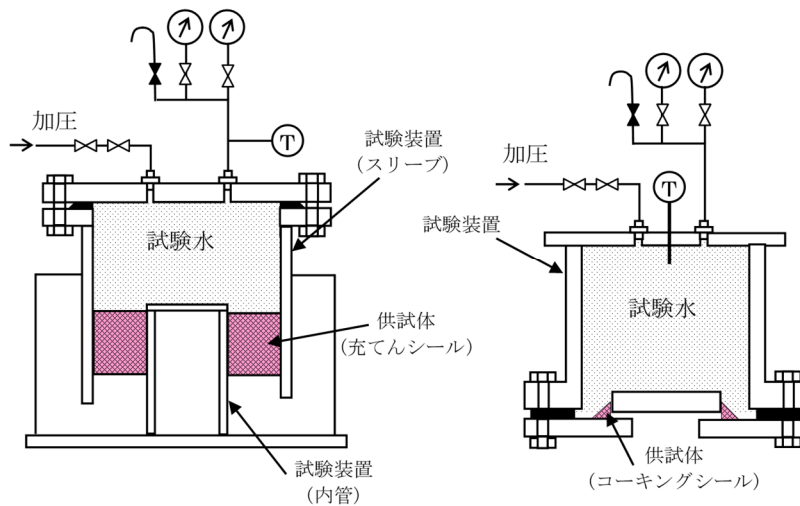 加圧
T
試験装置
(スリーブ)
試験水
供試体
(充てんシール)
試験装置
(内管)
加圧
T
試験装置
試験水
供試体
(コーキングシール)